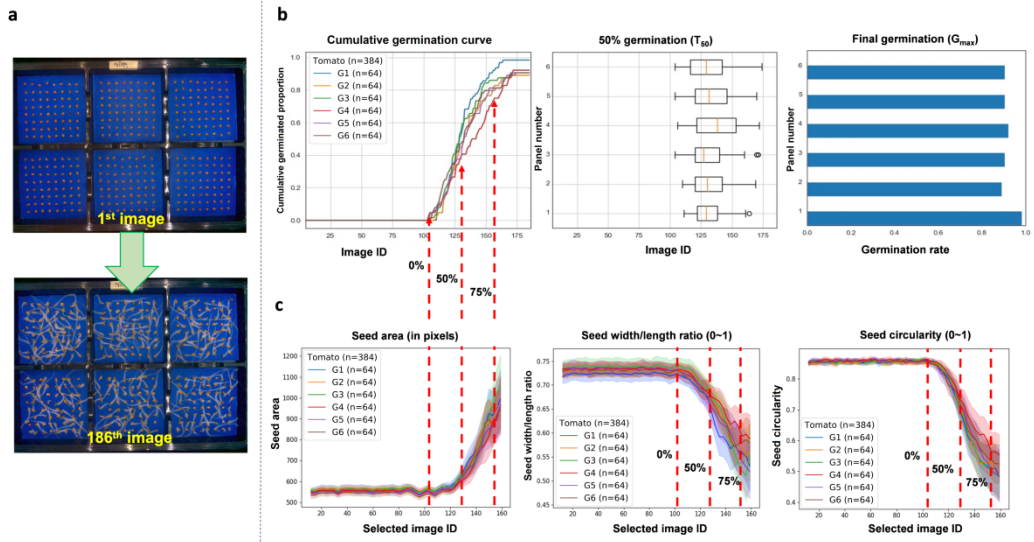 a
1st image
186th image
b
Cumulative germination curve
Cumulative germinated proportion
1.0
0.8
0.6
0.4
0.2
0.0
Tomato (n=384)
G1 (n=64)
G2 (n=64)
G3 (n=64)
G4 (n=64)
G5 (n=64)
G6 (n=64)
25 50 75 100 125 150 175
Image ID
0%
50%
75%
50% germination (T50)
Panel number
6
5
4
3
2
1
25 50 75 100 125 150 175
Image ID
Final germination (Gmax)
Panel number
6
5
4
3
2
1
0.0 0.2 0.4 0.6 0.8 1.0
Germination rate
c
Seed area (in pixels)
Seed area
1200
1100
1000
900
800
700
600
500
Tomato (n=384)
G1 (n=64)
G2 (n=64)
G3 (n=64)
G4 (n=64)
G5 (n=64)
G6 (n=64)
20 40 60 80 100 120 140 160
Selected image ID
Seed width/length ratio (0~1)
Seed width/length ratio
0.75
0.70
0.65
0.60
0.55
0.50
0.45
Tomato (n=384)
G1 (n=64)
G2 (n=64)
G3 (n=64)
G4 (n=64)
G5 (n=64)
G6 (n=64)
0%
50%
75%
20 40 60 80 100 120 140 160
Selected image ID
Seed circularity (0~1)
Seed circularity
0.8
0.7
0.6
0.5
0.4
Tomato (n=384)
G1 (n=64)
G2 (n=64)
G3 (n=64)
G4 (n=64)
G5 (n=64)
G6 (n=64)
0%
50%
75%
20 40 60 80 100 120 140 160
Selected image ID